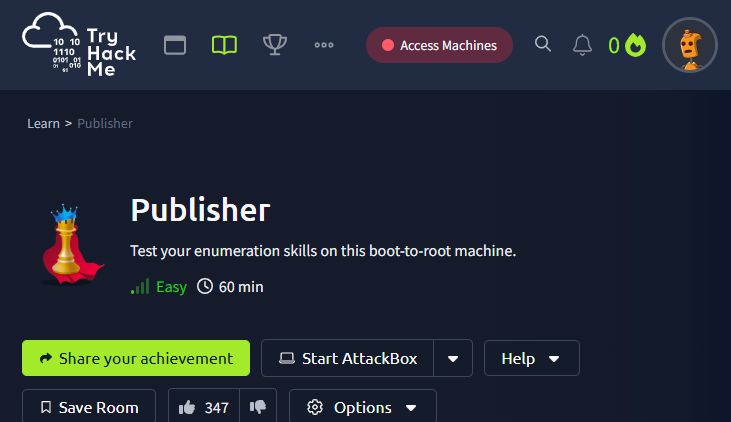 Try
Hack
Me
10 10
1110
0101 01
01 010
01
Access Machines
0
Learn > Publisher
Publisher
Test your enumeration skills on this boot-to-root machine.
Easy 60 min
Share your achievement Start AttackBox Help
Save Room 347 Options